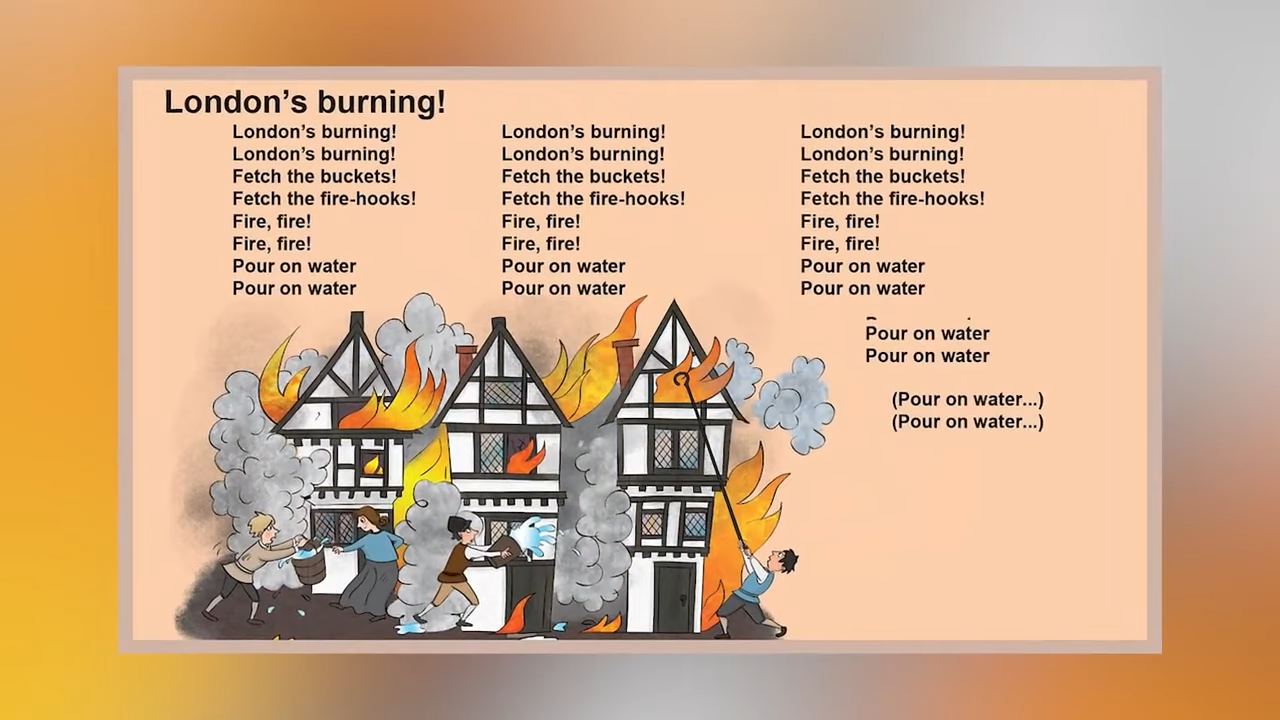 London's burning!
London's burning!
London's burning!
Fetch the buckets!
Fetch the fire-hooks!
Fire, fire!
Fire, fire!
Pour on water
Pour on water
London's burning!
London's burning!
Fetch the buckets!
Fetch the fire-hooks!
Fire, fire!
Fire, fire!
Pour on water
Pour on water
London's burning!
London's burning!
Fetch the buckets!
Fetch the fire-hooks!
Fire, fire!
Fire, fire!
Pour on water
Pour on water
Pour on water
Pour on water
(Pour on water...)
(Pour on water...)